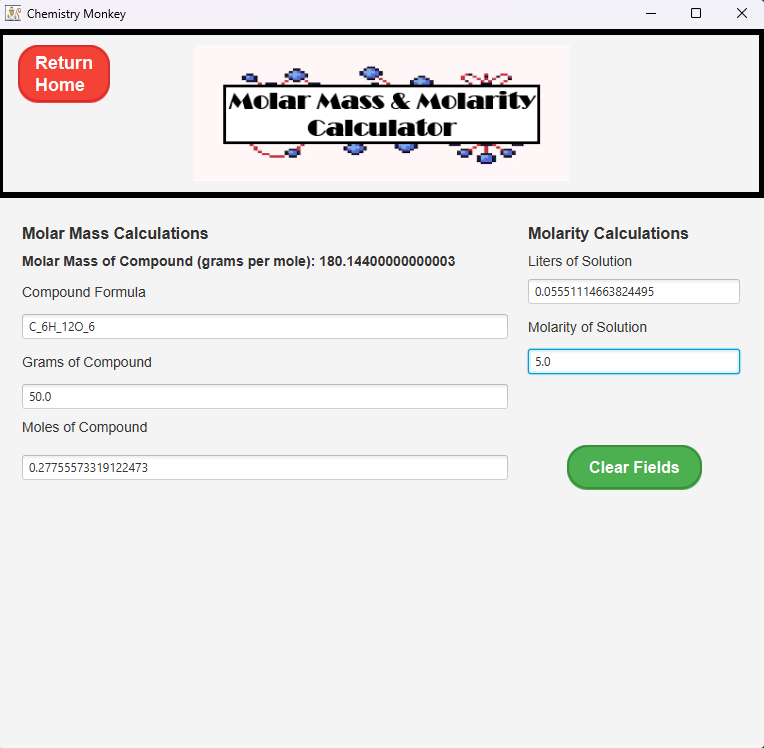 Chemistry Monkey
Return
Home
Molar Mass & Molarity
Calculator
Molar Mass Calculations
Molar Mass of Compound (grams per mole): 180.14400000000003
Compound Formula
C_6H_12O_6
Grams of Compound
50.0
Moles of Compound
0.27755573319122473
Molarity Calculations
Liters of Solution
0.05551114663824495
Molarity of Solution
5.0
Clear Fields